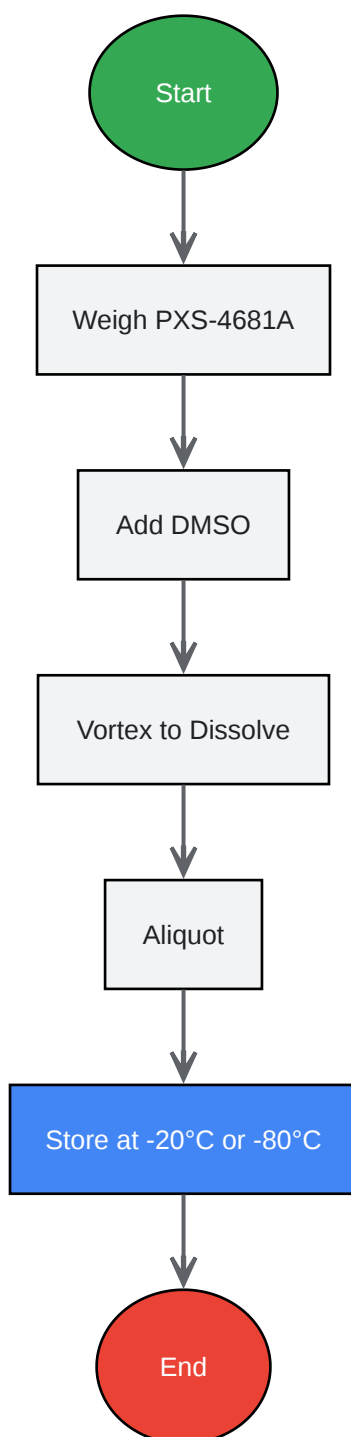 Start
Weigh PXS-4681A
Add DMSO
Vortex to Dissolve
Aliquot
Store at -20°C or -80°C
End